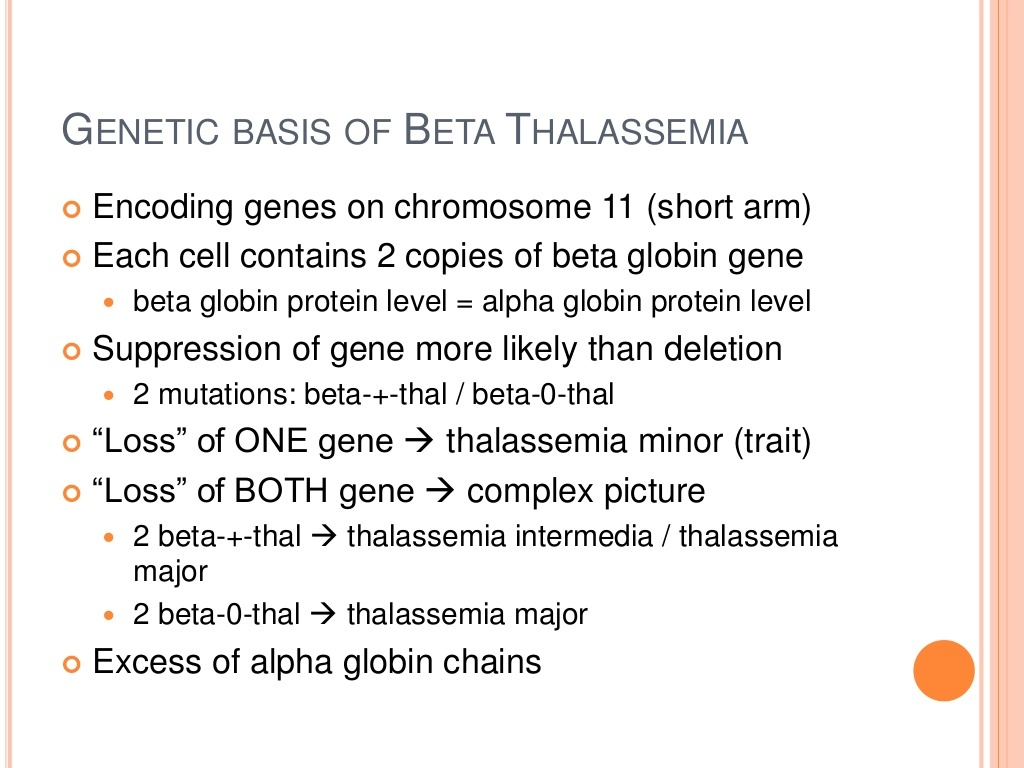 Genetic basis of Beta Thalassemia
Encoding genes on chromosome 11 (short arm)
Each cell contains 2 copies of beta globin gene
beta globin protein level = alpha globin protein level
Suppression of gene more likely than deletion
2 mutations: beta-+-thal / beta-0-thal
“Loss” of ONE gene → thalassemia minor (trait)
“Loss” of BOTH gene → complex picture
2 beta-+-thal → thalassemia intermedia / thalassemia
major
2 beta-0-thal → thalassemia major
Excess of alpha globin chains